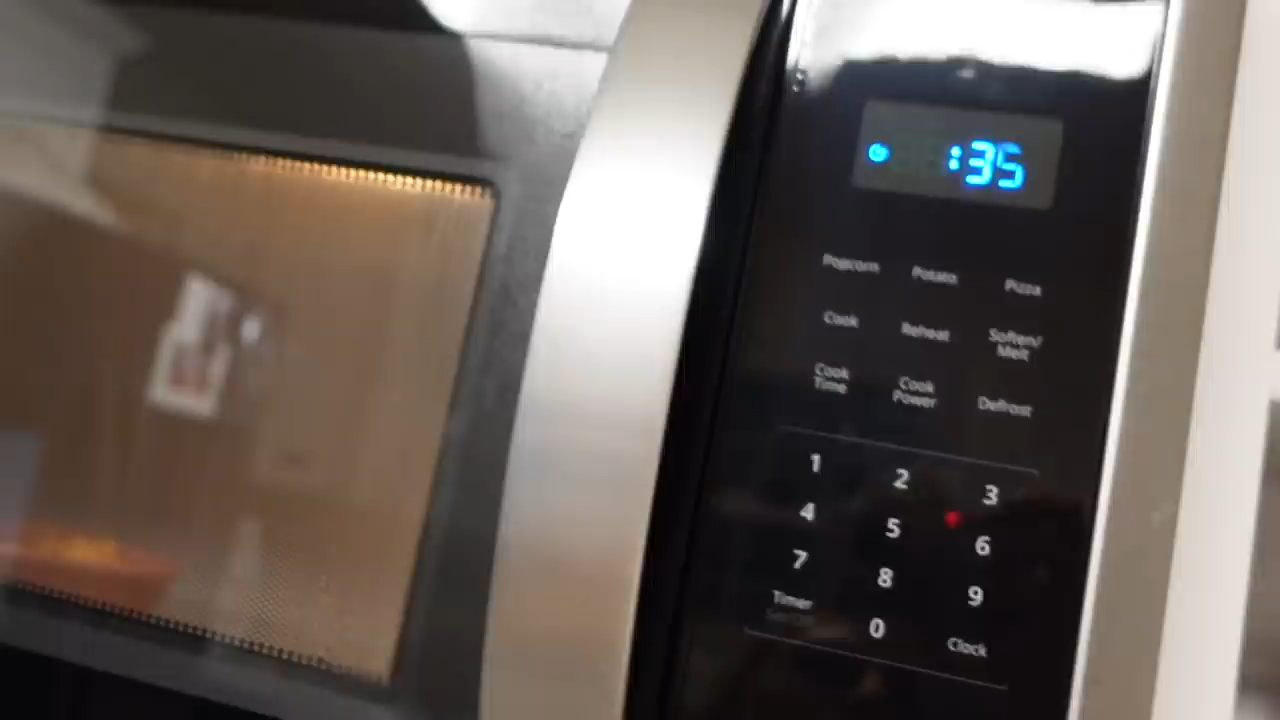 :35
Popcorn Potato Pizza
Cook Reheat Soften/
Melt
Cook
Time Cook
Power Defrost
1 2 3
4 5 6
7 8 9
Timer 0 Clock